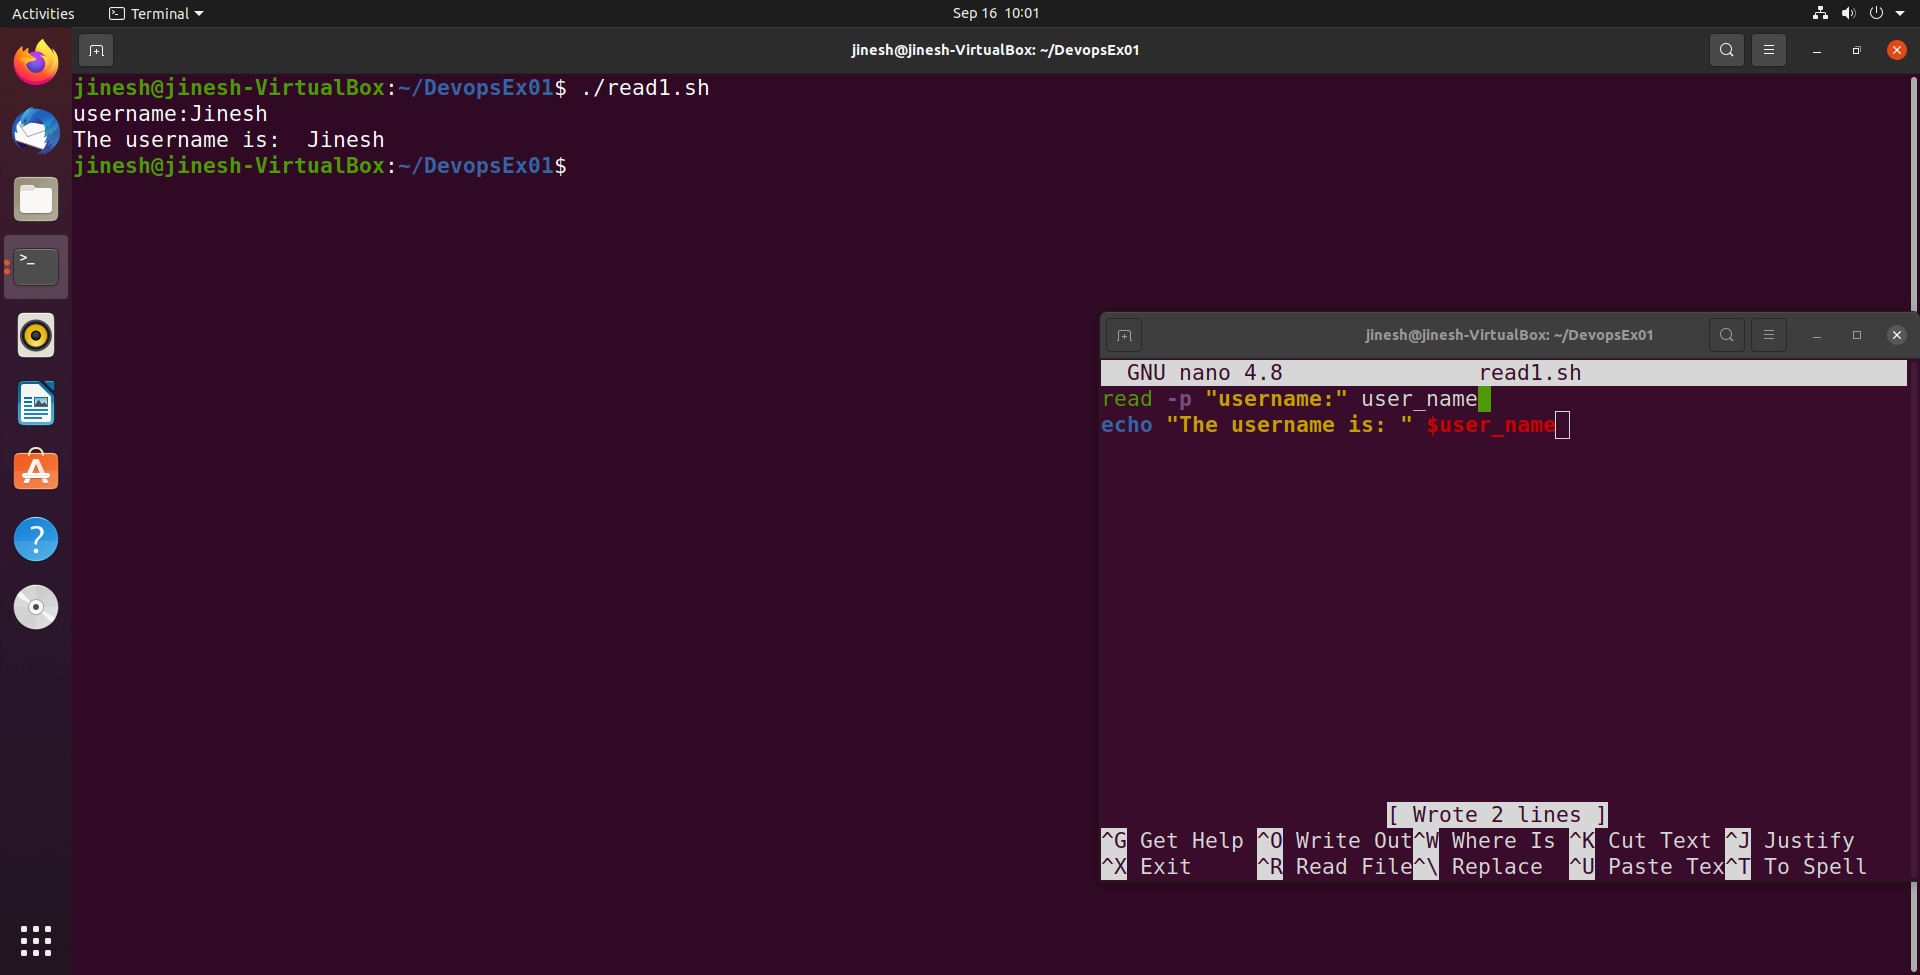 Activities
Terminal
Sep 16 10:01
jinesh@jinesh-VirtualBox: ~/DevopsEx01
jinesh@jinesh-VirtualBox:~/DevopsEx01$ ./read1.sh
username:Jinesh
The username is:  Jinesh
jinesh@jinesh-VirtualBox:~/DevopsEx01$
jinesh@jinesh-VirtualBox: ~/DevopsEx01
GNU nano 4.8 read1.sh
read -p "username:" user_name
echo "The username is: " $user_name
[ Wrote 2 lines ]
^G Get Help ^O Write Out^W Where Is ^K Cut Text ^J Justify
^X Exit ^R Read File^\ Replace ^U Paste Tex^T To Spell